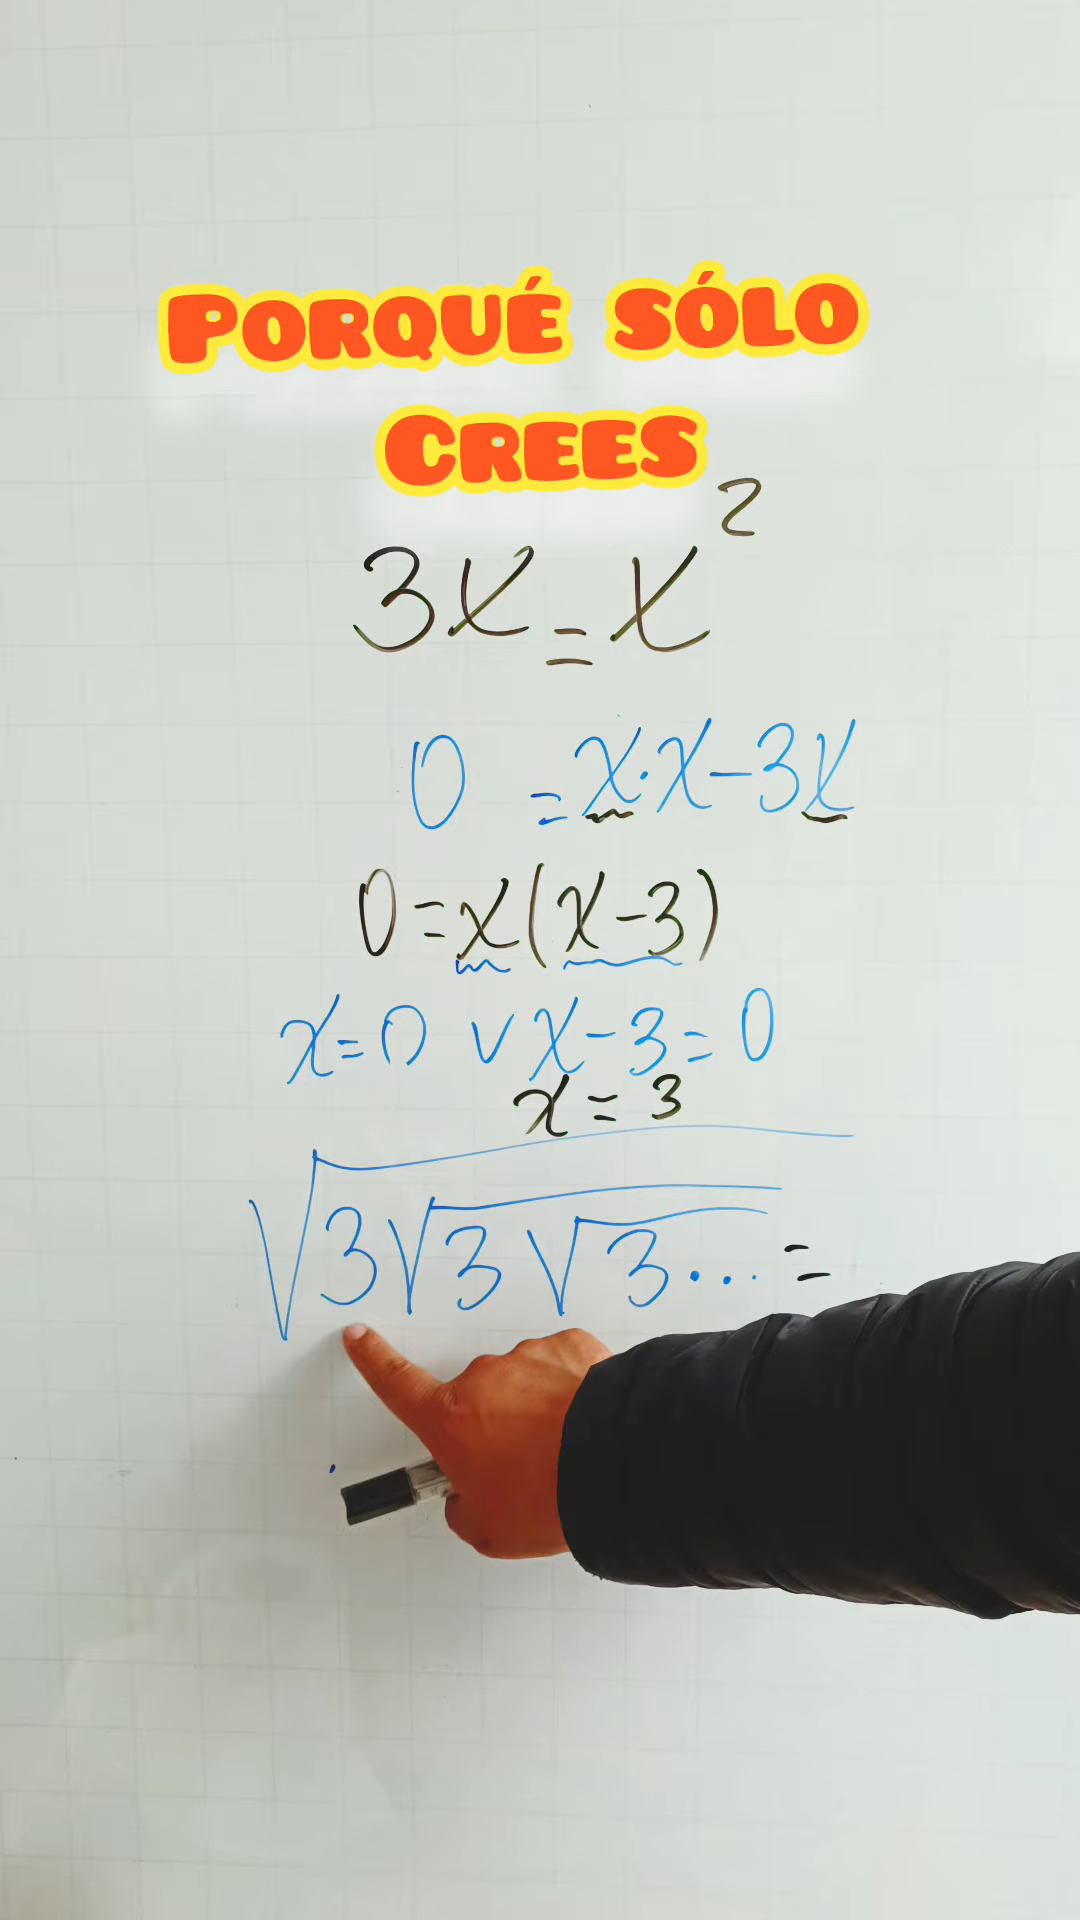 PORQUÉ SÓLO
CREES
3x = x²
0 = x·x-3x
0 = x(x-3)
x=0 ∨ x-3=0
x=3
√(3√(3√(3... =